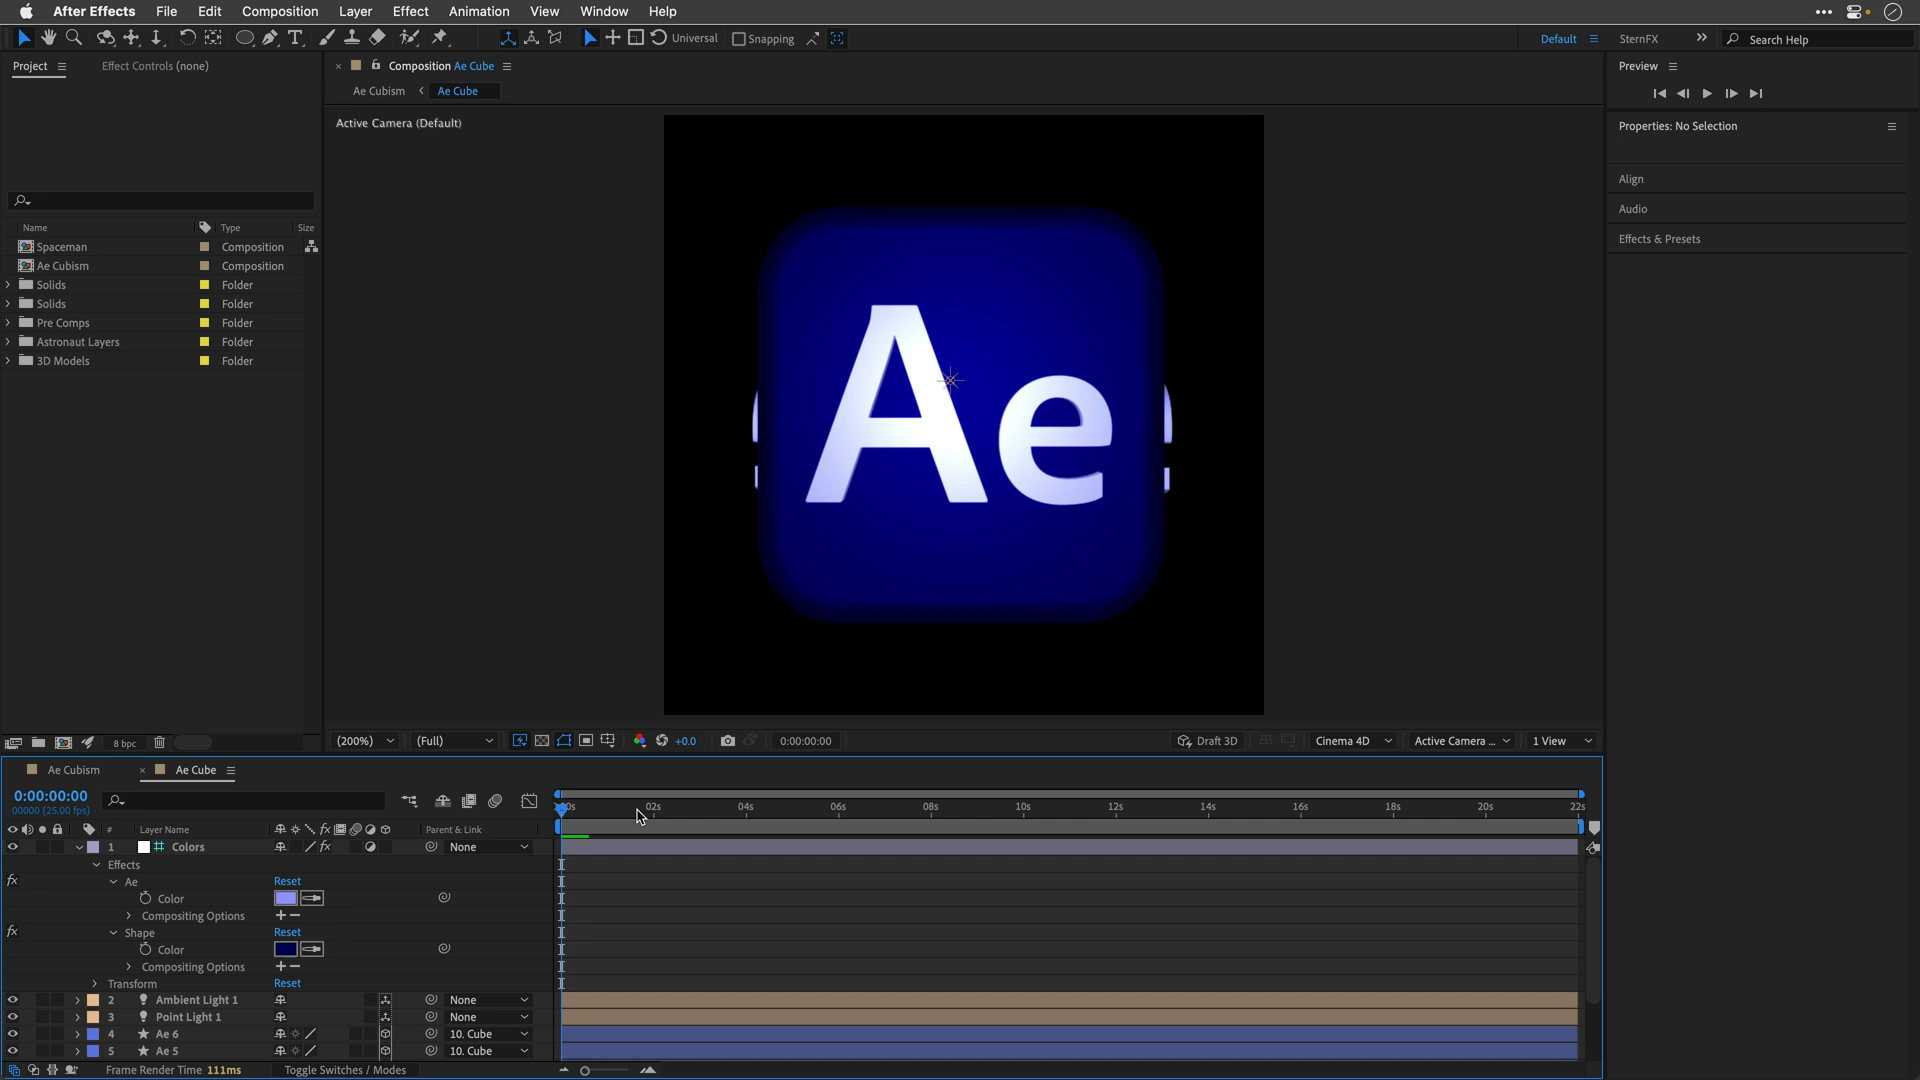 After Effects File Edit Composition Layer Effect Animation View Window Help
Universal Snapping Default SternFX Search Help
Project Effect Controls (none)
Composition Ae Cube
Ae Cubism Ae Cube
Active Camera (Default)
Preview
Properties: No Selection
Align
Audio
Effects & Presets
Name Type Size
Spaceman Composition
Ae Cubism Composition
Solids Folder
Solids Folder
Pre Comps Folder
Astronaut Layers Folder
3D Models Folder
Ae
8 bpc
(200%) (Full) +0.0 0:00:00:00 Draft 3D Cinema 4D Active Camera ... 1 View
Ae Cubism Ae Cube
0:00:00:00
00000 (25.00 fps)
02s 04s 06s 08s 10s 12s 14s 16s 18s 20s 22s
# Layer Name fx Parent & Link
1 Colors fx None
Effects
fx Ae Reset
Color
Compositing Options
fx Shape Reset
Color
Compositing Options
Transform Reset
2 Ambient Light 1 None
3 Point Light 1 None
4 Ae 6 10. Cube
5 Ae 5 10. Cube
Frame Render Time 111ms Toggle Switches / Modes